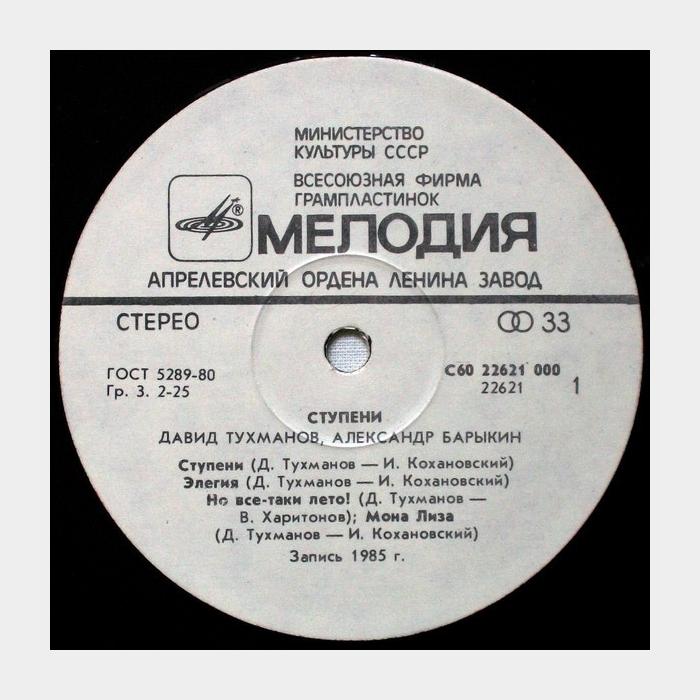 МИНИСТЕРСТВО
КУЛЬТУРЫ СССР
ВСЕСОЮЗНАЯ ФИРМА
ГРАМПЛАСТИНОК
®
МЕЛОДИЯ
АПРЕЛЕВСКИЙ ОРДЕНА ЛЕНИНА ЗАВОД
СТЕРЕО
33
ГОСТ 5289-80
Гр. 3. 2-25
С60 22621 000
22621
1
СТУПЕНИ
ДАВИД ТУХМАНОВ, АЛЕКСАНДР БАРЫКИН
Ступени (Д. Тухманов — И. Кохановский)
Элегия (Д. Тухманов — И. Кохановский)
Но все-таки лето! (Д. Тухманов —
В. Харитонов); Мона Лиза
(Д. Тухманов — И. Кохановский)
Запись 1985 г.